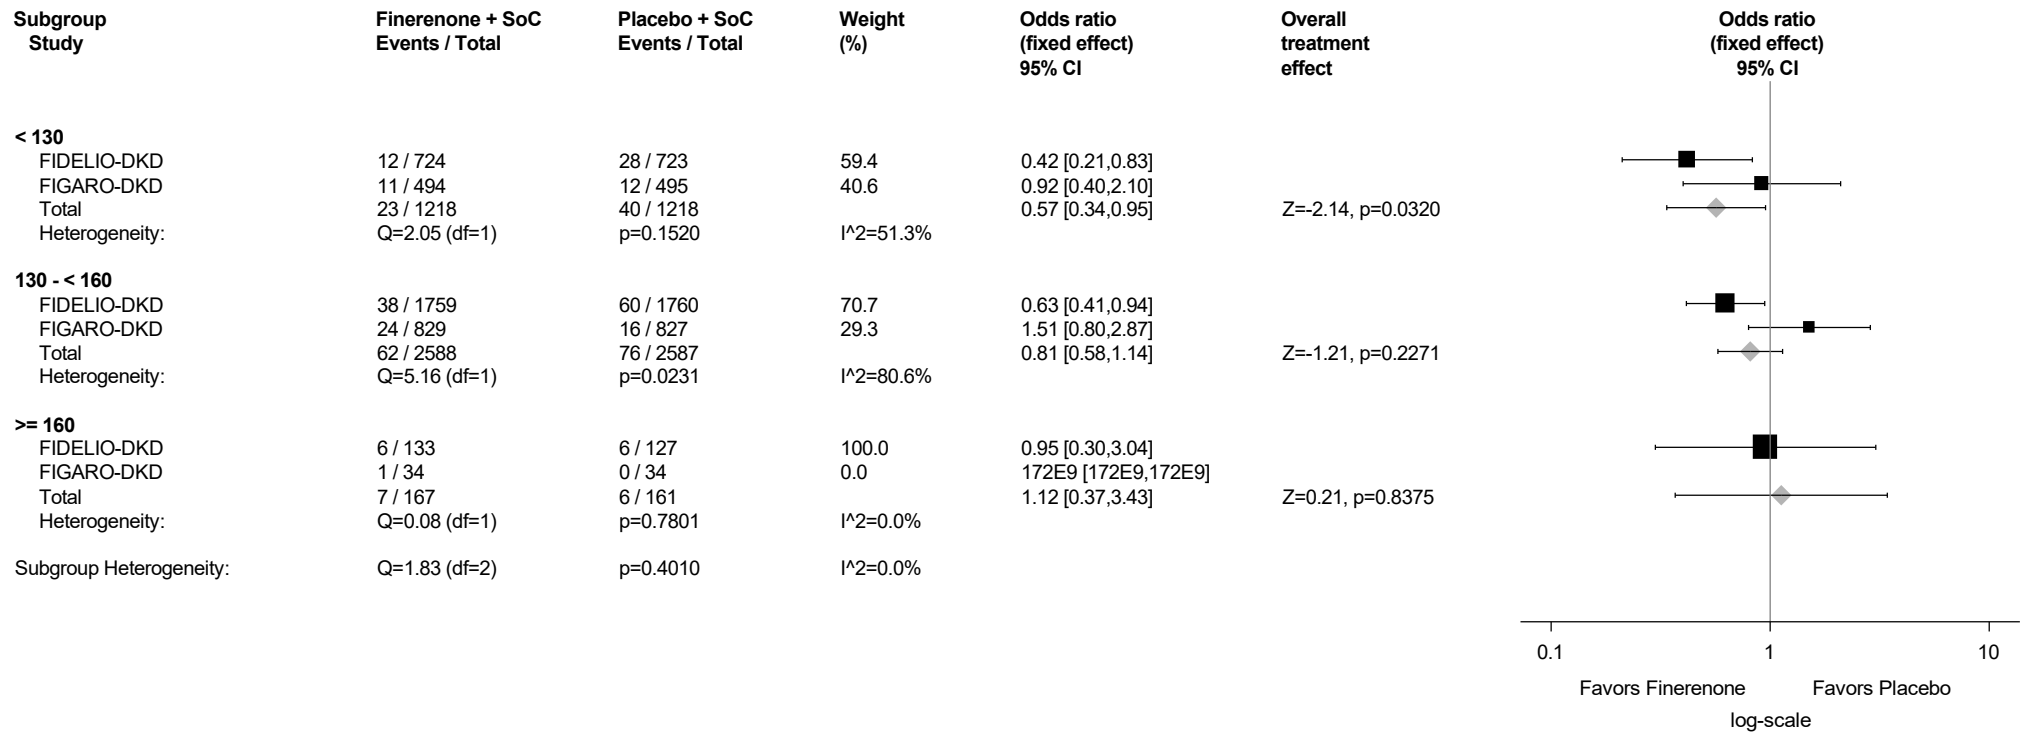 Subgroup Finerenone + SoC Placebo + SoC Weight Odds ratio Overall Odds ratio
Study Events / Total Events / Total (%) (fixed effect) treatment (fixed effect)
95% CI effect 95% CI
< 130
FIDELIO-DKD 12 / 724 28 / 723 59.4 0.42 [0.21,0.83]
FIGARO-DKD 11 / 494 12 / 495 40.6 0.92 [0.40,2.10]
Total 23 / 1218 40 / 1218 0.57 [0.34,0.95] Z=-2.14, p=0.0320
Heterogeneity: Q=2.05 (df=1) p=0.1520 I^2=51.3%
130 - < 160
FIDELIO-DKD 38 / 1759 60 / 1760 70.7 0.63 [0.41,0.94]
FIGARO-DKD 24 / 829 16 / 827 29.3 1.51 [0.80,2.87]
Total 62 / 2588 76 / 2587 0.81 [0.58,1.14] Z=-1.21, p=0.2271
Heterogeneity: Q=5.16 (df=1) p=0.0231 I^2=80.6%
>= 160
FIDELIO-DKD 6 / 133 6 / 127 100.0 0.95 [0.30,3.04]
FIGARO-DKD 1 / 34 0 / 34 0.0 172E9 [172E9,172E9]
Total 7 / 167 6 / 161 1.12 [0.37,3.43] Z=0.21, p=0.8375
Heterogeneity: Q=0.08 (df=1) p=0.7801 I^2=0.0%
Subgroup Heterogeneity: Q=1.83 (df=2) p=0.4010 I^2=0.0%
0.1 1 10
Favors Finerenone Favors Placebo
log-scale